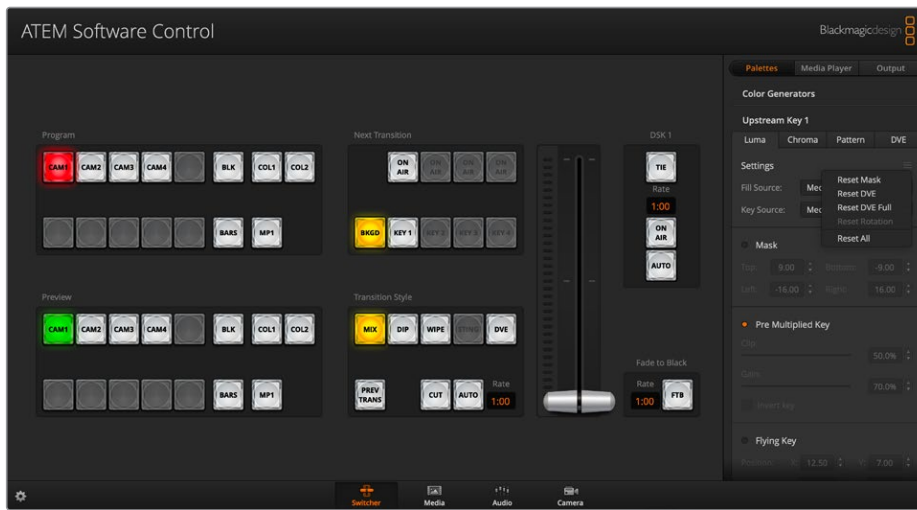 ATEM Software Control
Blackmagicdesign
Palettes Media Player Output
Color Generators
Upstream Key 1
Luma Chroma Pattern DVE
Settings
Fill Source: Med
Key Source: Med
Reset Mask
Reset DVE
Reset DVE Full
Reset Rotation
Reset All
Mask
Top: 9.00 Bottom: -9.00
Left: -16.00 Right: 16.00
Pre Multiplied Key
Clip:
50.0%
Gain:
70.0%
Invert Key
Flying Key
Position: X: 12.50 Y: 7.00
Program
CAM1 CAM2 CAM3 CAM4 BLK COL1 COL2
BARS MP1
Next Transition
ON AIR ON AIR ON AIR ON AIR
BKGD KEY 1 KEY 2 KEY 3 KEY 4
DSK 1
TIE
Rate
1:00
ON AIR
AUTO
Preview
CAM1 CAM2 CAM3 CAM4 BLK COL1 COL2
BARS MP1
Transition Style
MIX DIP WIPE STING DVE
PREV TRANS CUT AUTO Rate 1:00
Fade to Black
Rate
1:00 FTB
Switcher Media Audio Camera